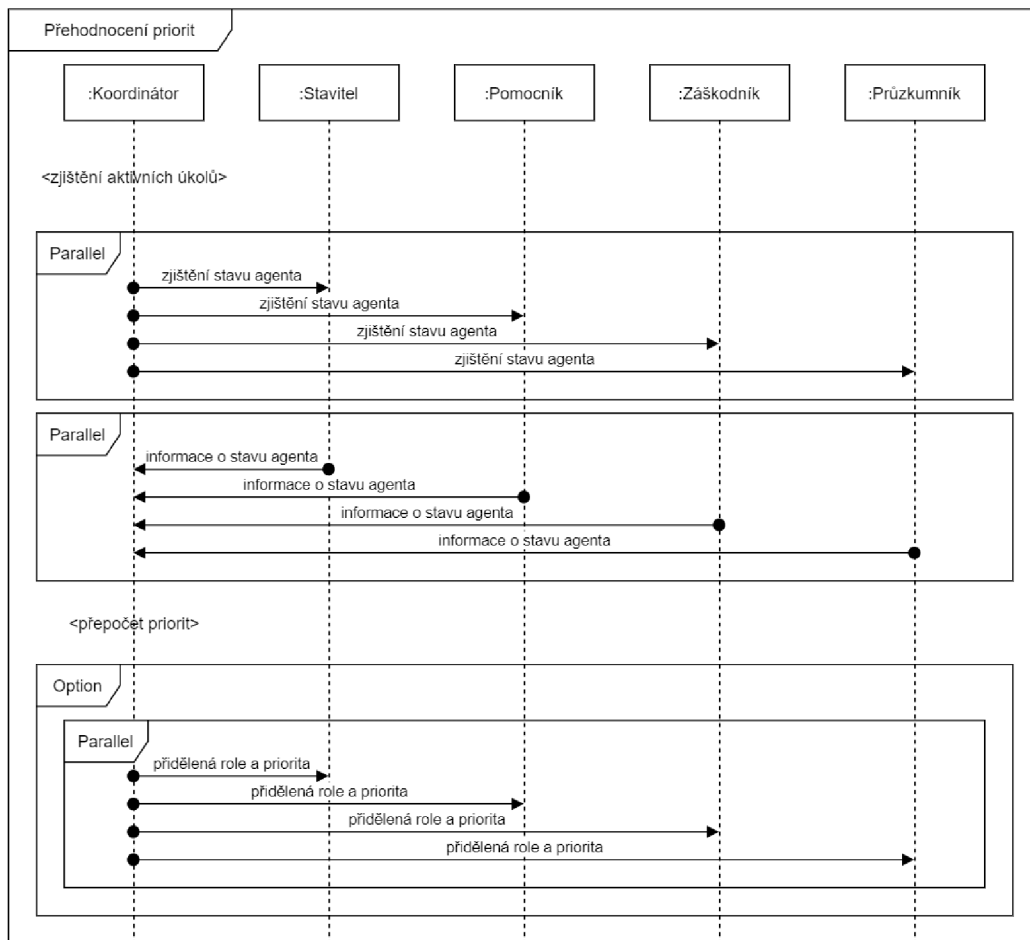 Přehodnocení priorit
:Koordinátor
:Stavitel
:Pomocník
:Záškodník
:Průzkumník
<zjištění aktivních úkolů>
Parallel
zjištění stavu agenta
zjištění stavu agenta
zjištění stavu agenta
zjištění stavu agenta
Parallel
informace o stavu agenta
informace o stavu agenta
informace o stavu agenta
informace o stavu agenta
<přepočet priorit>
Option
Parallel
přidělená role a priorita
přidělená role a priorita
přidělená role a priorita
přidělená role a priorita